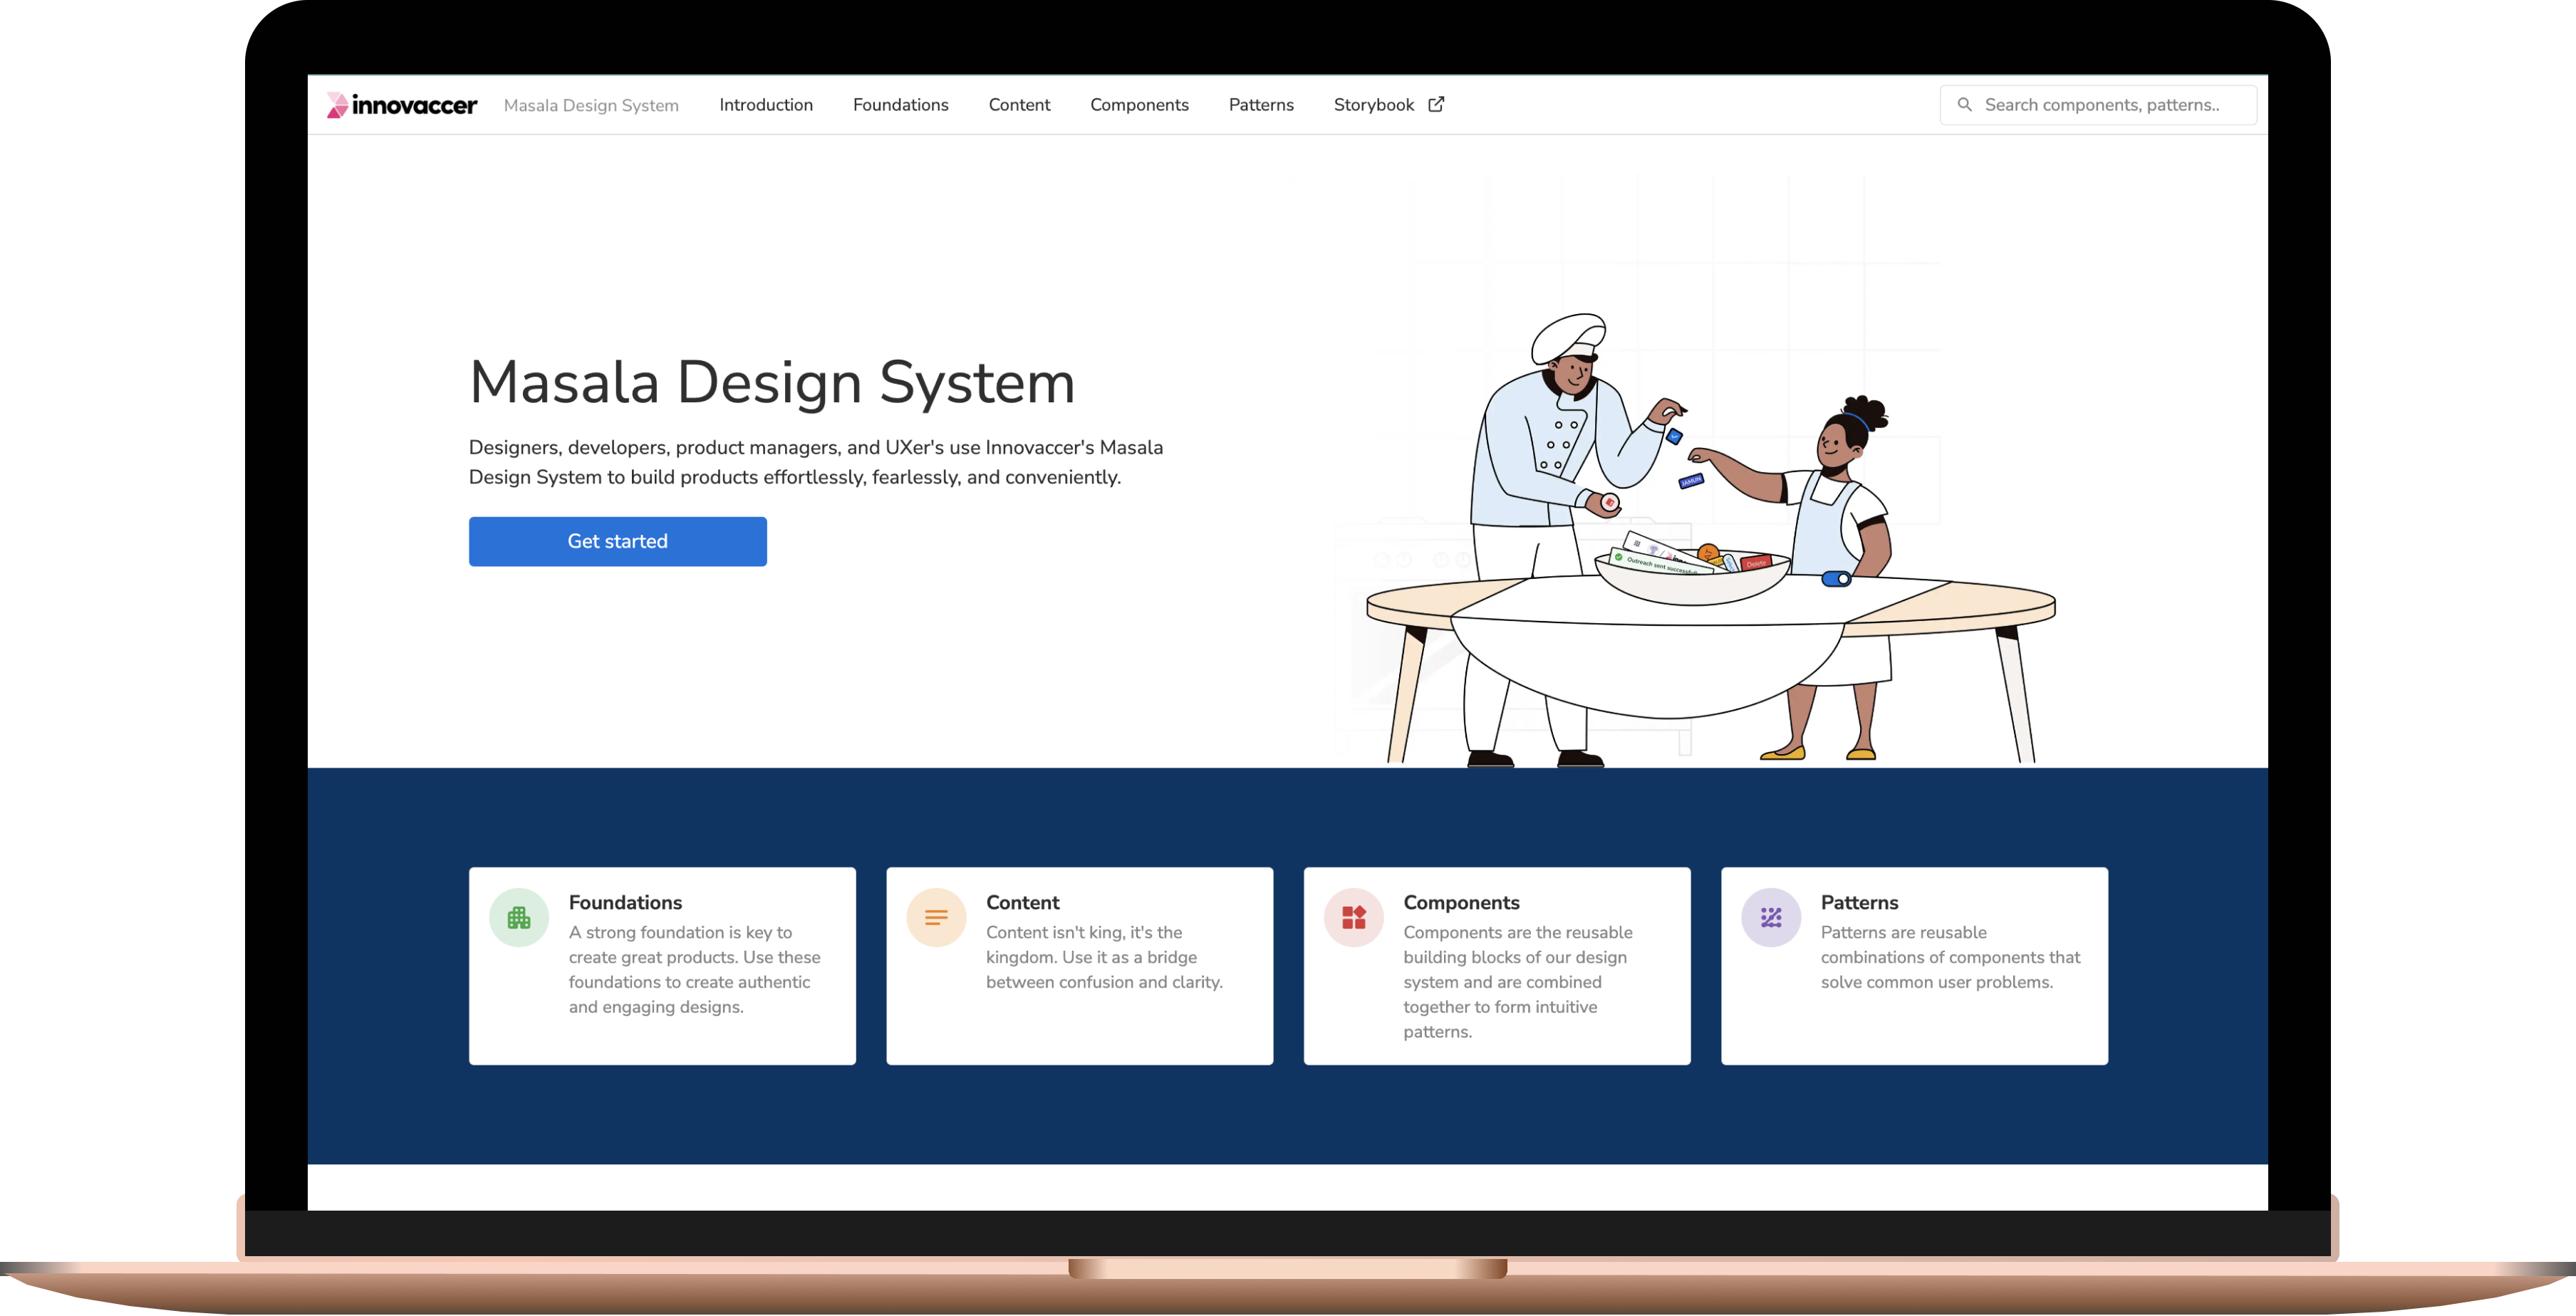 innovaccer
Masala Design System
Introduction
Foundations
Content
Components
Patterns
Storybook
Search components, patterns..
Masala Design System
Designers, developers, product managers, and UXer's use Innovaccer's Masala
Design System to build products effortlessly, fearlessly, and conveniently.
Get started
JAMUN
Outreach sent successfully
Delete
Foundations
A strong foundation is key to
create great products. Use these
foundations to create authentic
and engaging designs.
Content
Content isn't king, it's the
kingdom. Use it as a bridge
between confusion and clarity.
Components
Components are the reusable
building blocks of our design
system and are combined
together to form intuitive
patterns.
Patterns
Patterns are reusable
combinations of components that
solve common user problems.